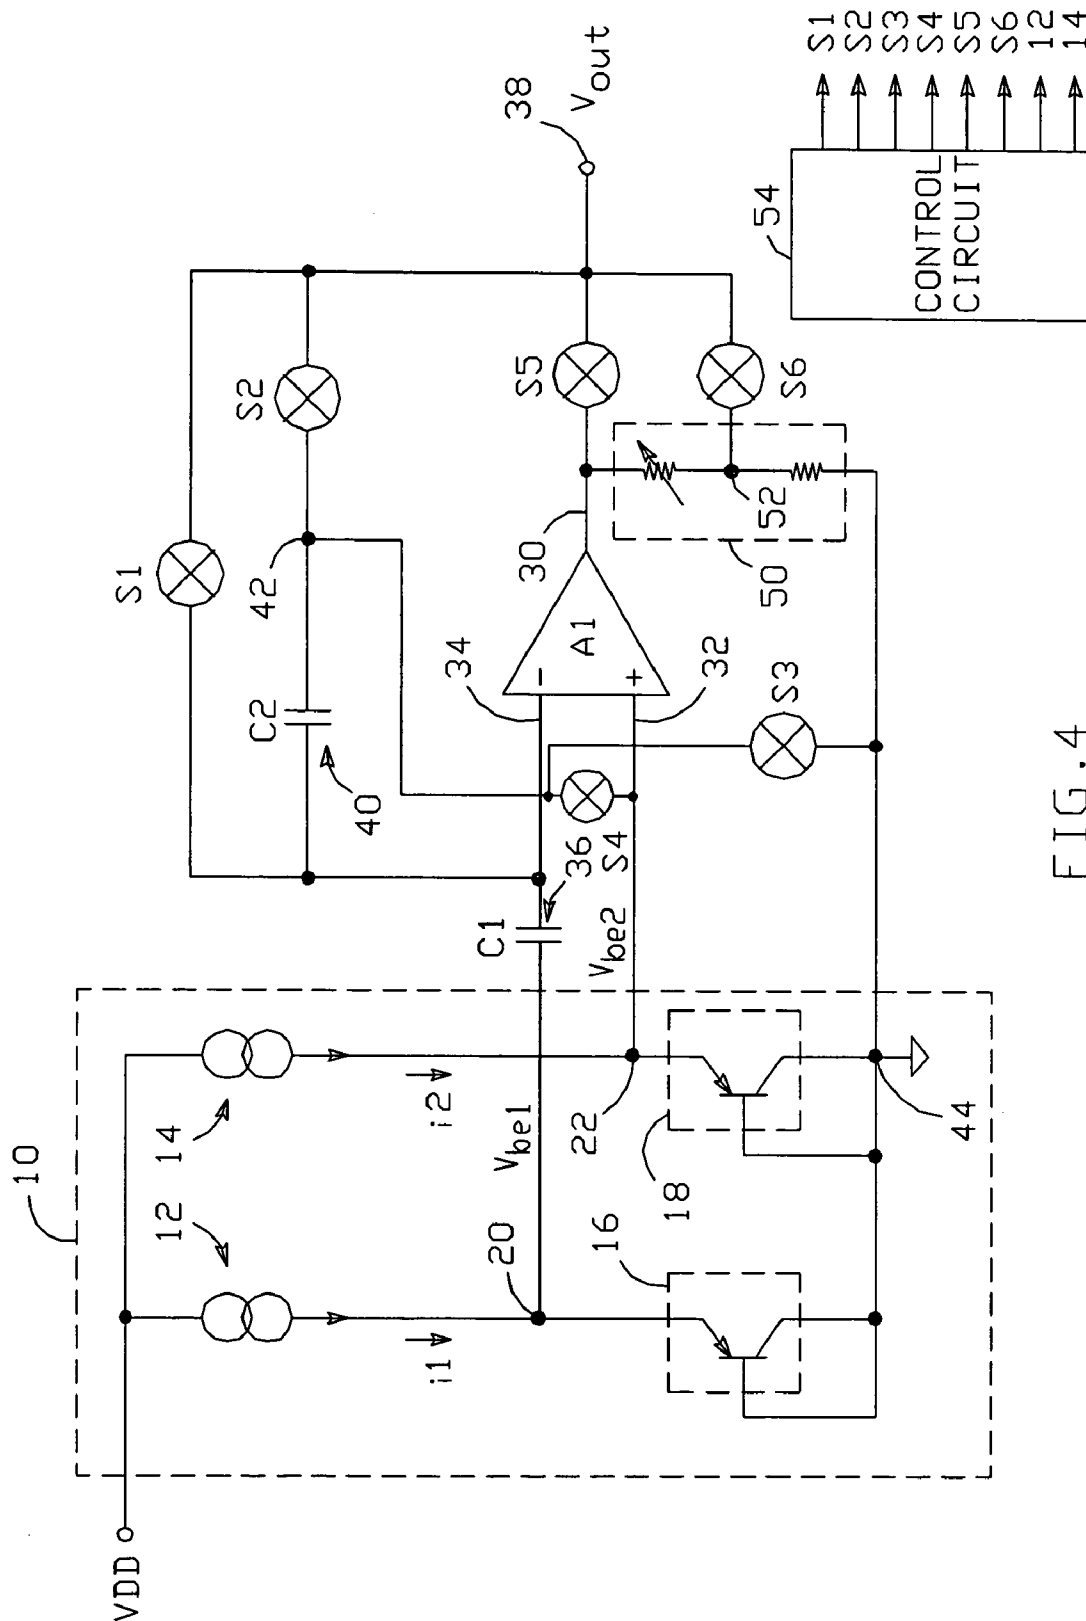 10
VDD
12
14
i1
i2
20
Vbe1
22
Vbe2
16
18
44
C1
36
S4
40
C2
42
S1
S2
34
32
A1
30
S3
50
52
S5
S6
38
Vout
54
CONTROL
CIRCUIT
S1
S2
S3
S4
S5
S6
12
14
FIG.4